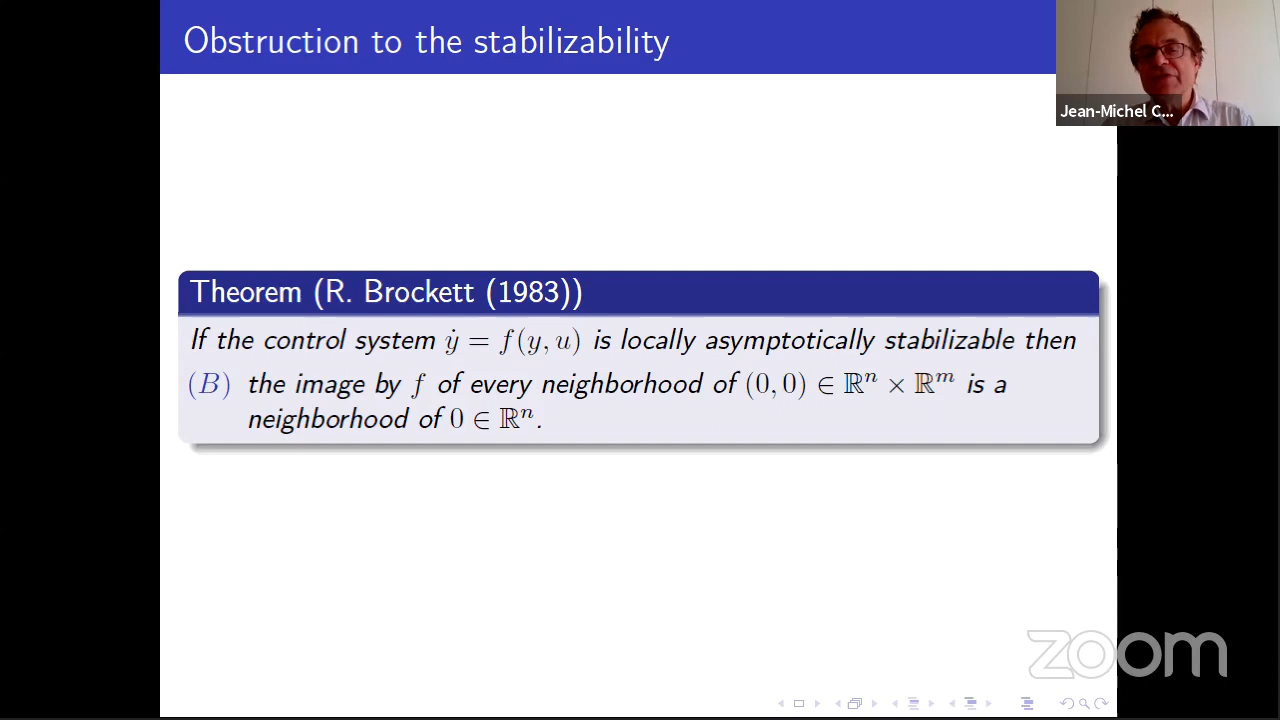 Obstruction to the stabilizability
Jean-Michel C...
Theorem (R. Brockett (1983))
If the control system ẏ = f(y, u) is locally asymptotically stabilizable then
(B) the image by f of every neighborhood of (0, 0) ∈ ℝⁿ × ℝᵐ is a
neighborhood of 0 ∈ ℝⁿ.
zoom